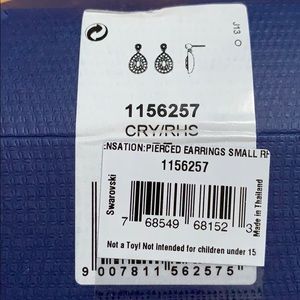 J13 O
1156257
CRY/RHS
ENSATION:PIERCED EARRINGS SMALL RH
1156257
Swarovski
7 68549 68152 3
Made in Thailand
Not a Toy! Not Intended for children under 15
9 007811 562575